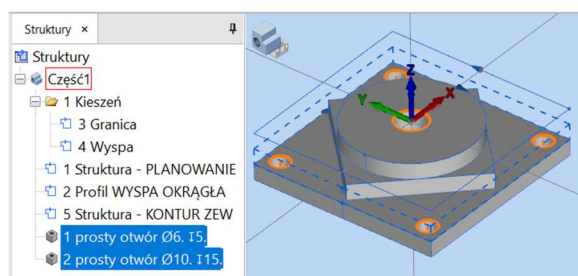 Struktury ×
Struktury
Część1
1 Kieszeń
3 Granica
4 Wyspa
1 Struktura - PLANOWANIE
2 Profil WYSPA OKRĄGŁA
5 Struktura - KONTUR ZEW
1 prosty otwór Ø6. ↧5.
2 prosty otwór Ø10. ↧15.
Z
Y
X